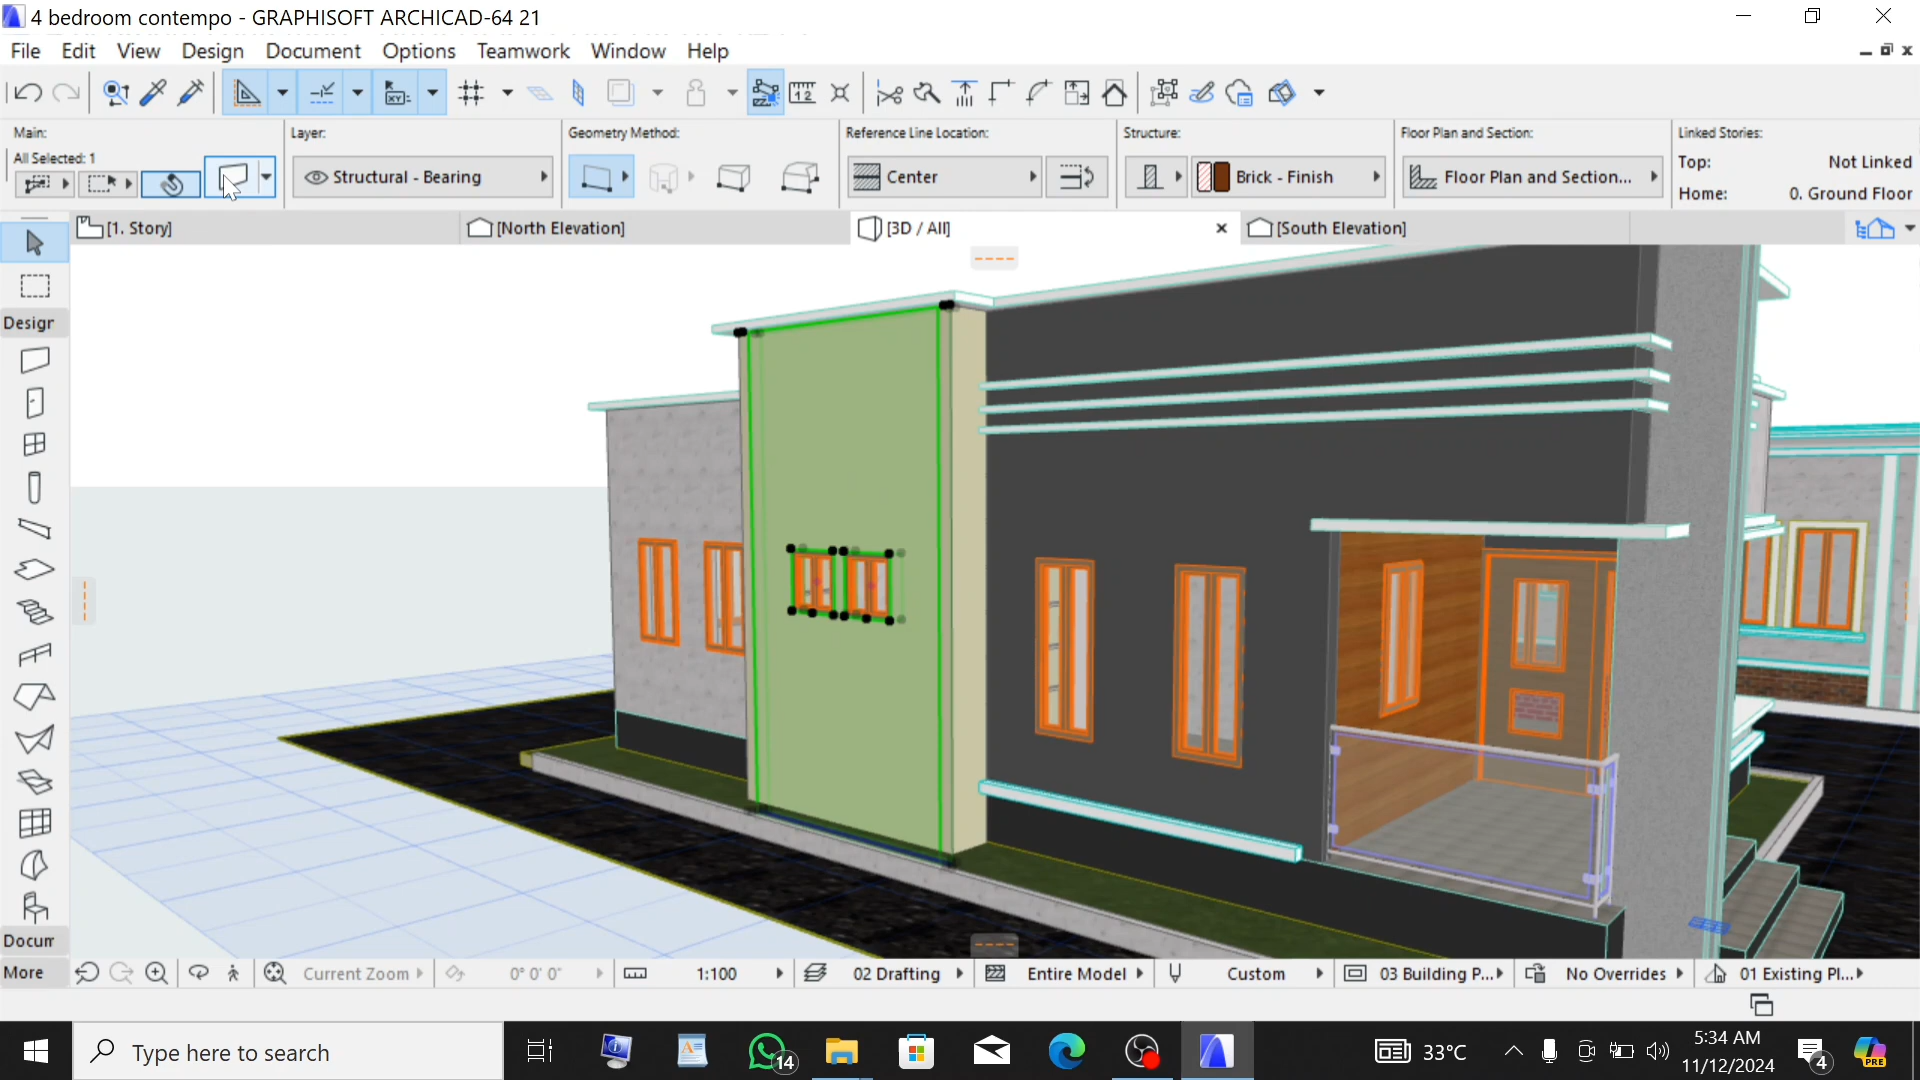 4 bedroom contempo - GRAPHISOFT ARCHICAD-64 21
File Edit View Design Document Options Teamwork Window Help
Main:
All Selected: 1
Layer:
Structural - Bearing
Geometry Method:
Reference Line Location:
Center
Structure:
Brick - Finish
Floor Plan and Section:
Floor Plan and Section...
Linked Stories:
Top: Not Linked
Home: 0. Ground Floor
[1. Story]
[North Elevation]
[3D / All]
[South Elevation]
Design
Docum
More
Current Zoom
0° 0' 0"
1:100
02 Drafting
Entire Model
Custom
03 Building P...
No Overrides
01 Existing Pl...
Type here to search
14
33°C
5:34 AM
11/12/2024
4
PRE